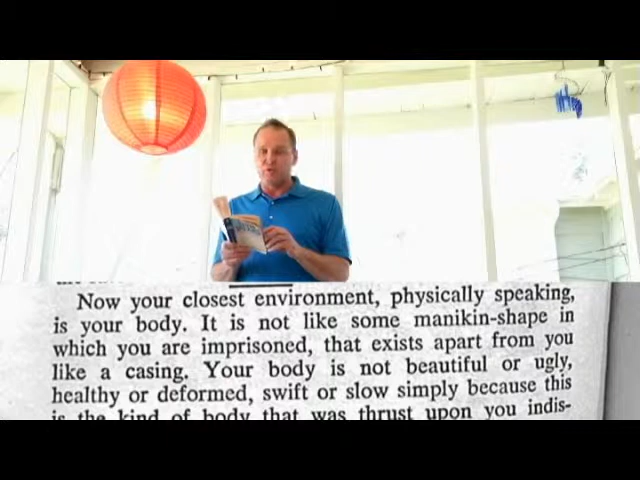 Now your closest environment, physically speaking,
is your body. It is not like some manikin-shape in
which you are imprisoned, that exists apart from you
like a casing. Your body is not beautiful or ugly,
healthy or deformed, swift or slow simply because this
is the kind of body that was thrust upon you indis-